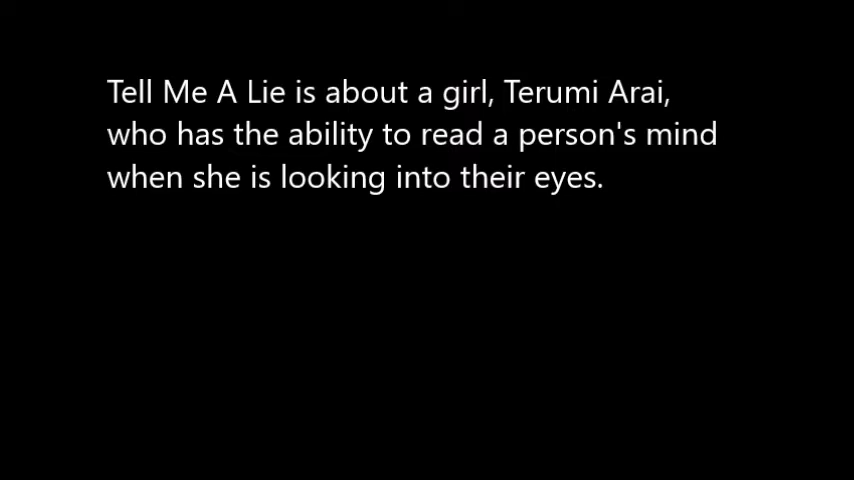 Tell Me A Lie is about a girl, Terumi Arai,
who has the ability to read a person's mind
when she is looking into their eyes.